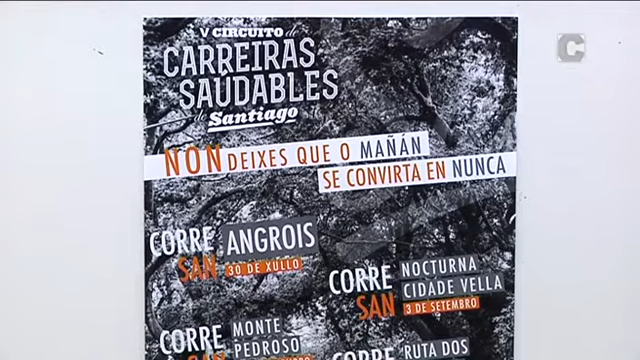 V CIRCUITO de
CARREIRAS
SAUDABLES
de Santiago
NON DEIXES QUE O MAÑÁN
SE CONVIRTA EN NUNCA
CORRE ANGROIS
SAN 30 DE XULLO
CORRE NOCTURNA
CIDADE VELLA
SAN 3 DE SETEMBRO
CORRE MONTE
PEDROSO
SAN
CORRE RUTA DOS
C